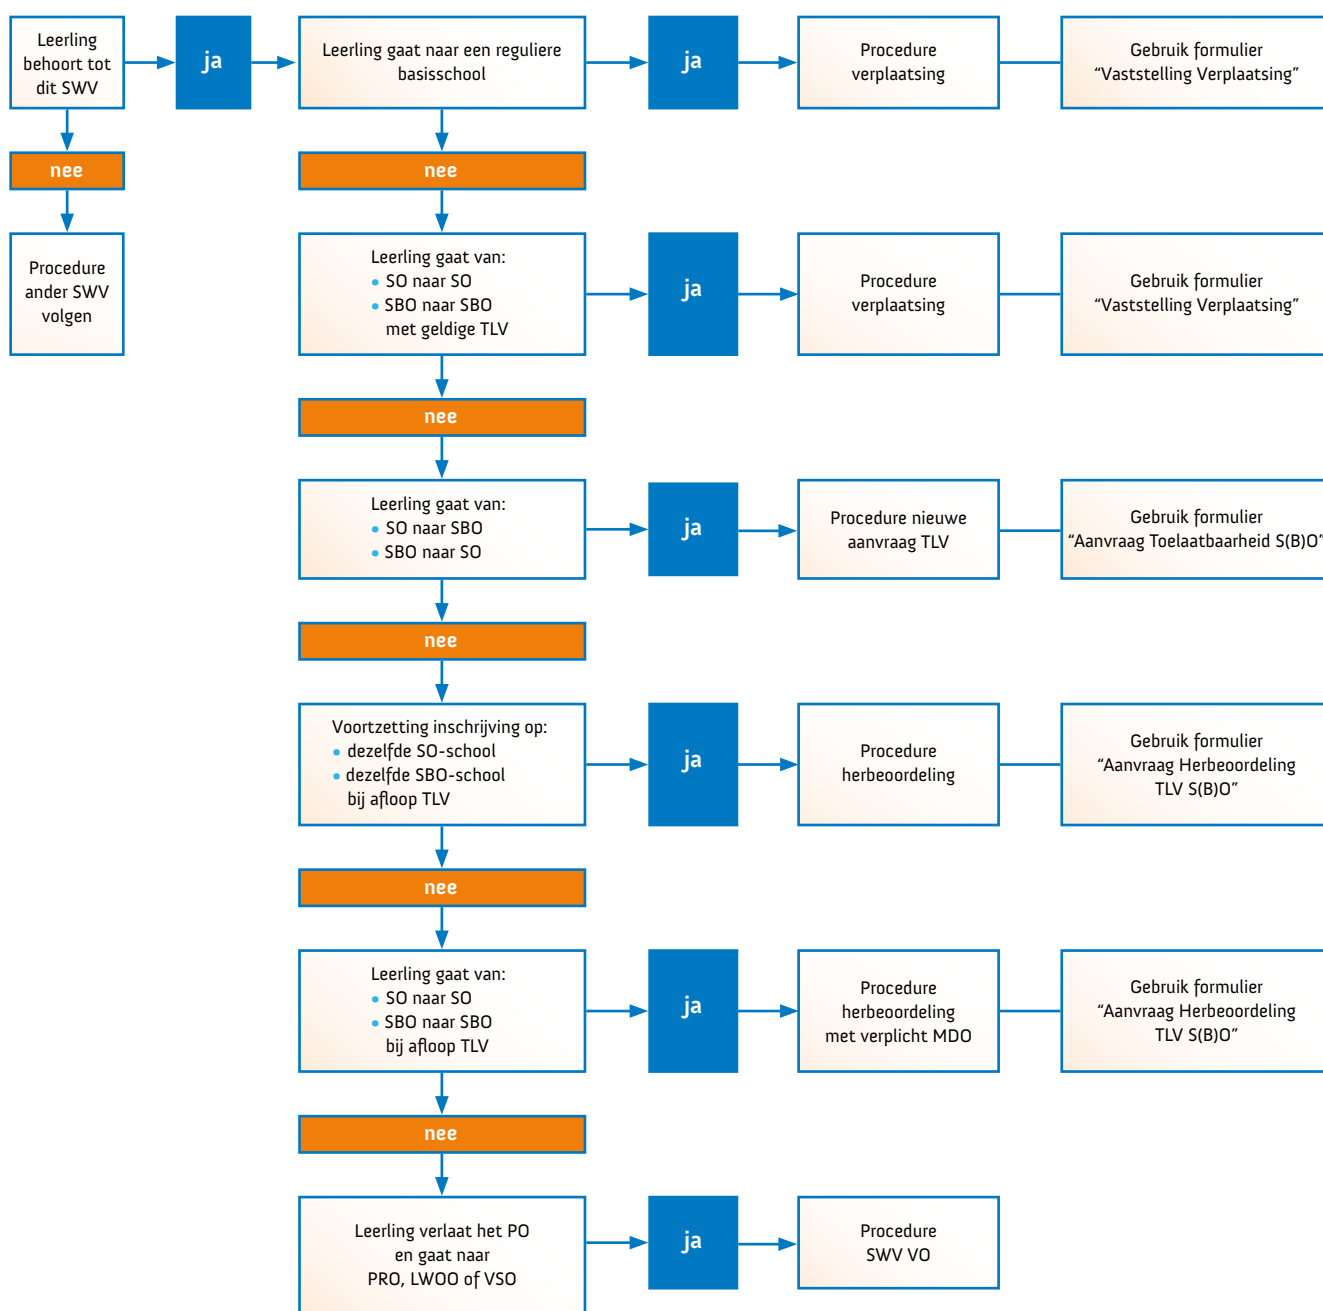 Leerling
behoort tot
dit SWV
ja
Leerling gaat naar een reguliere
basisschool
ja
Procedure
verplaatsing
Gebruik formulier
“Vaststelling Verplaatsing”
nee
nee
Procedure
ander SWV
volgen
Leerling gaat van:
• SO naar SO
• SBO naar SBO
met geldige TLV
ja
Procedure
verplaatsing
Gebruik formulier
“Vaststelling Verplaatsing”
nee
Leerling gaat van:
• SO naar SBO
• SBO naar SO
ja
Procedure nieuwe
aanvraag TLV
Gebruik formulier
“Aanvraag Toelaatbaarheid S(B)O”
nee
Voortzetting inschrijving op:
• dezelfde SO-school
• dezelfde SBO-school
bij afloop TLV
ja
Procedure
herbeoordeling
Gebruik formulier
“Aanvraag Herbeoordeling
TLV S(B)O”
nee
Leerling gaat van:
• SO naar SO
• SBO naar SBO
bij afloop TLV
ja
Procedure
herbeoordeling
met verplicht MDO
Gebruik formulier
“Aanvraag Herbeoordeling
TLV S(B)O”
nee
Leerling verlaat het PO
en gaat naar
PRO, LWOO of VSO
ja
Procedure
SWV VO